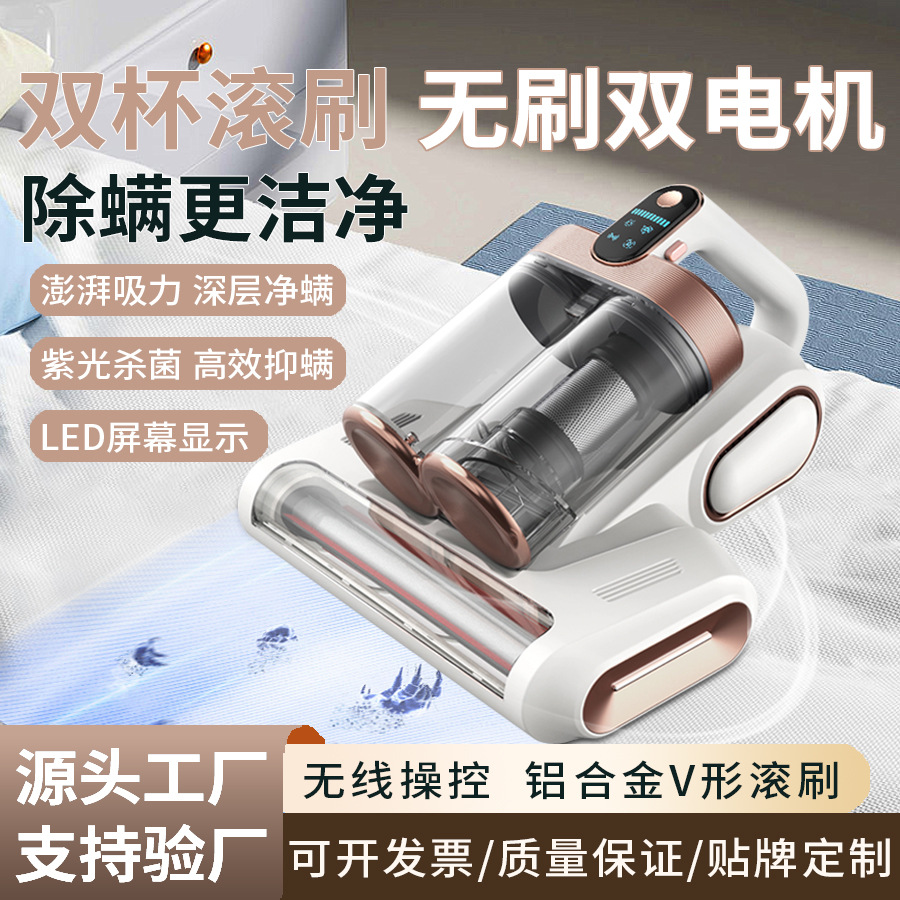 双杯滚刷 无刷双电机
除螨更洁净
澎湃吸力 深层净螨
紫光杀菌 高效抑螨
LED屏幕显示
源头工厂
支持验厂
无线操控 铝合金V形滚刷
可开发票/质量保证/贴牌定制